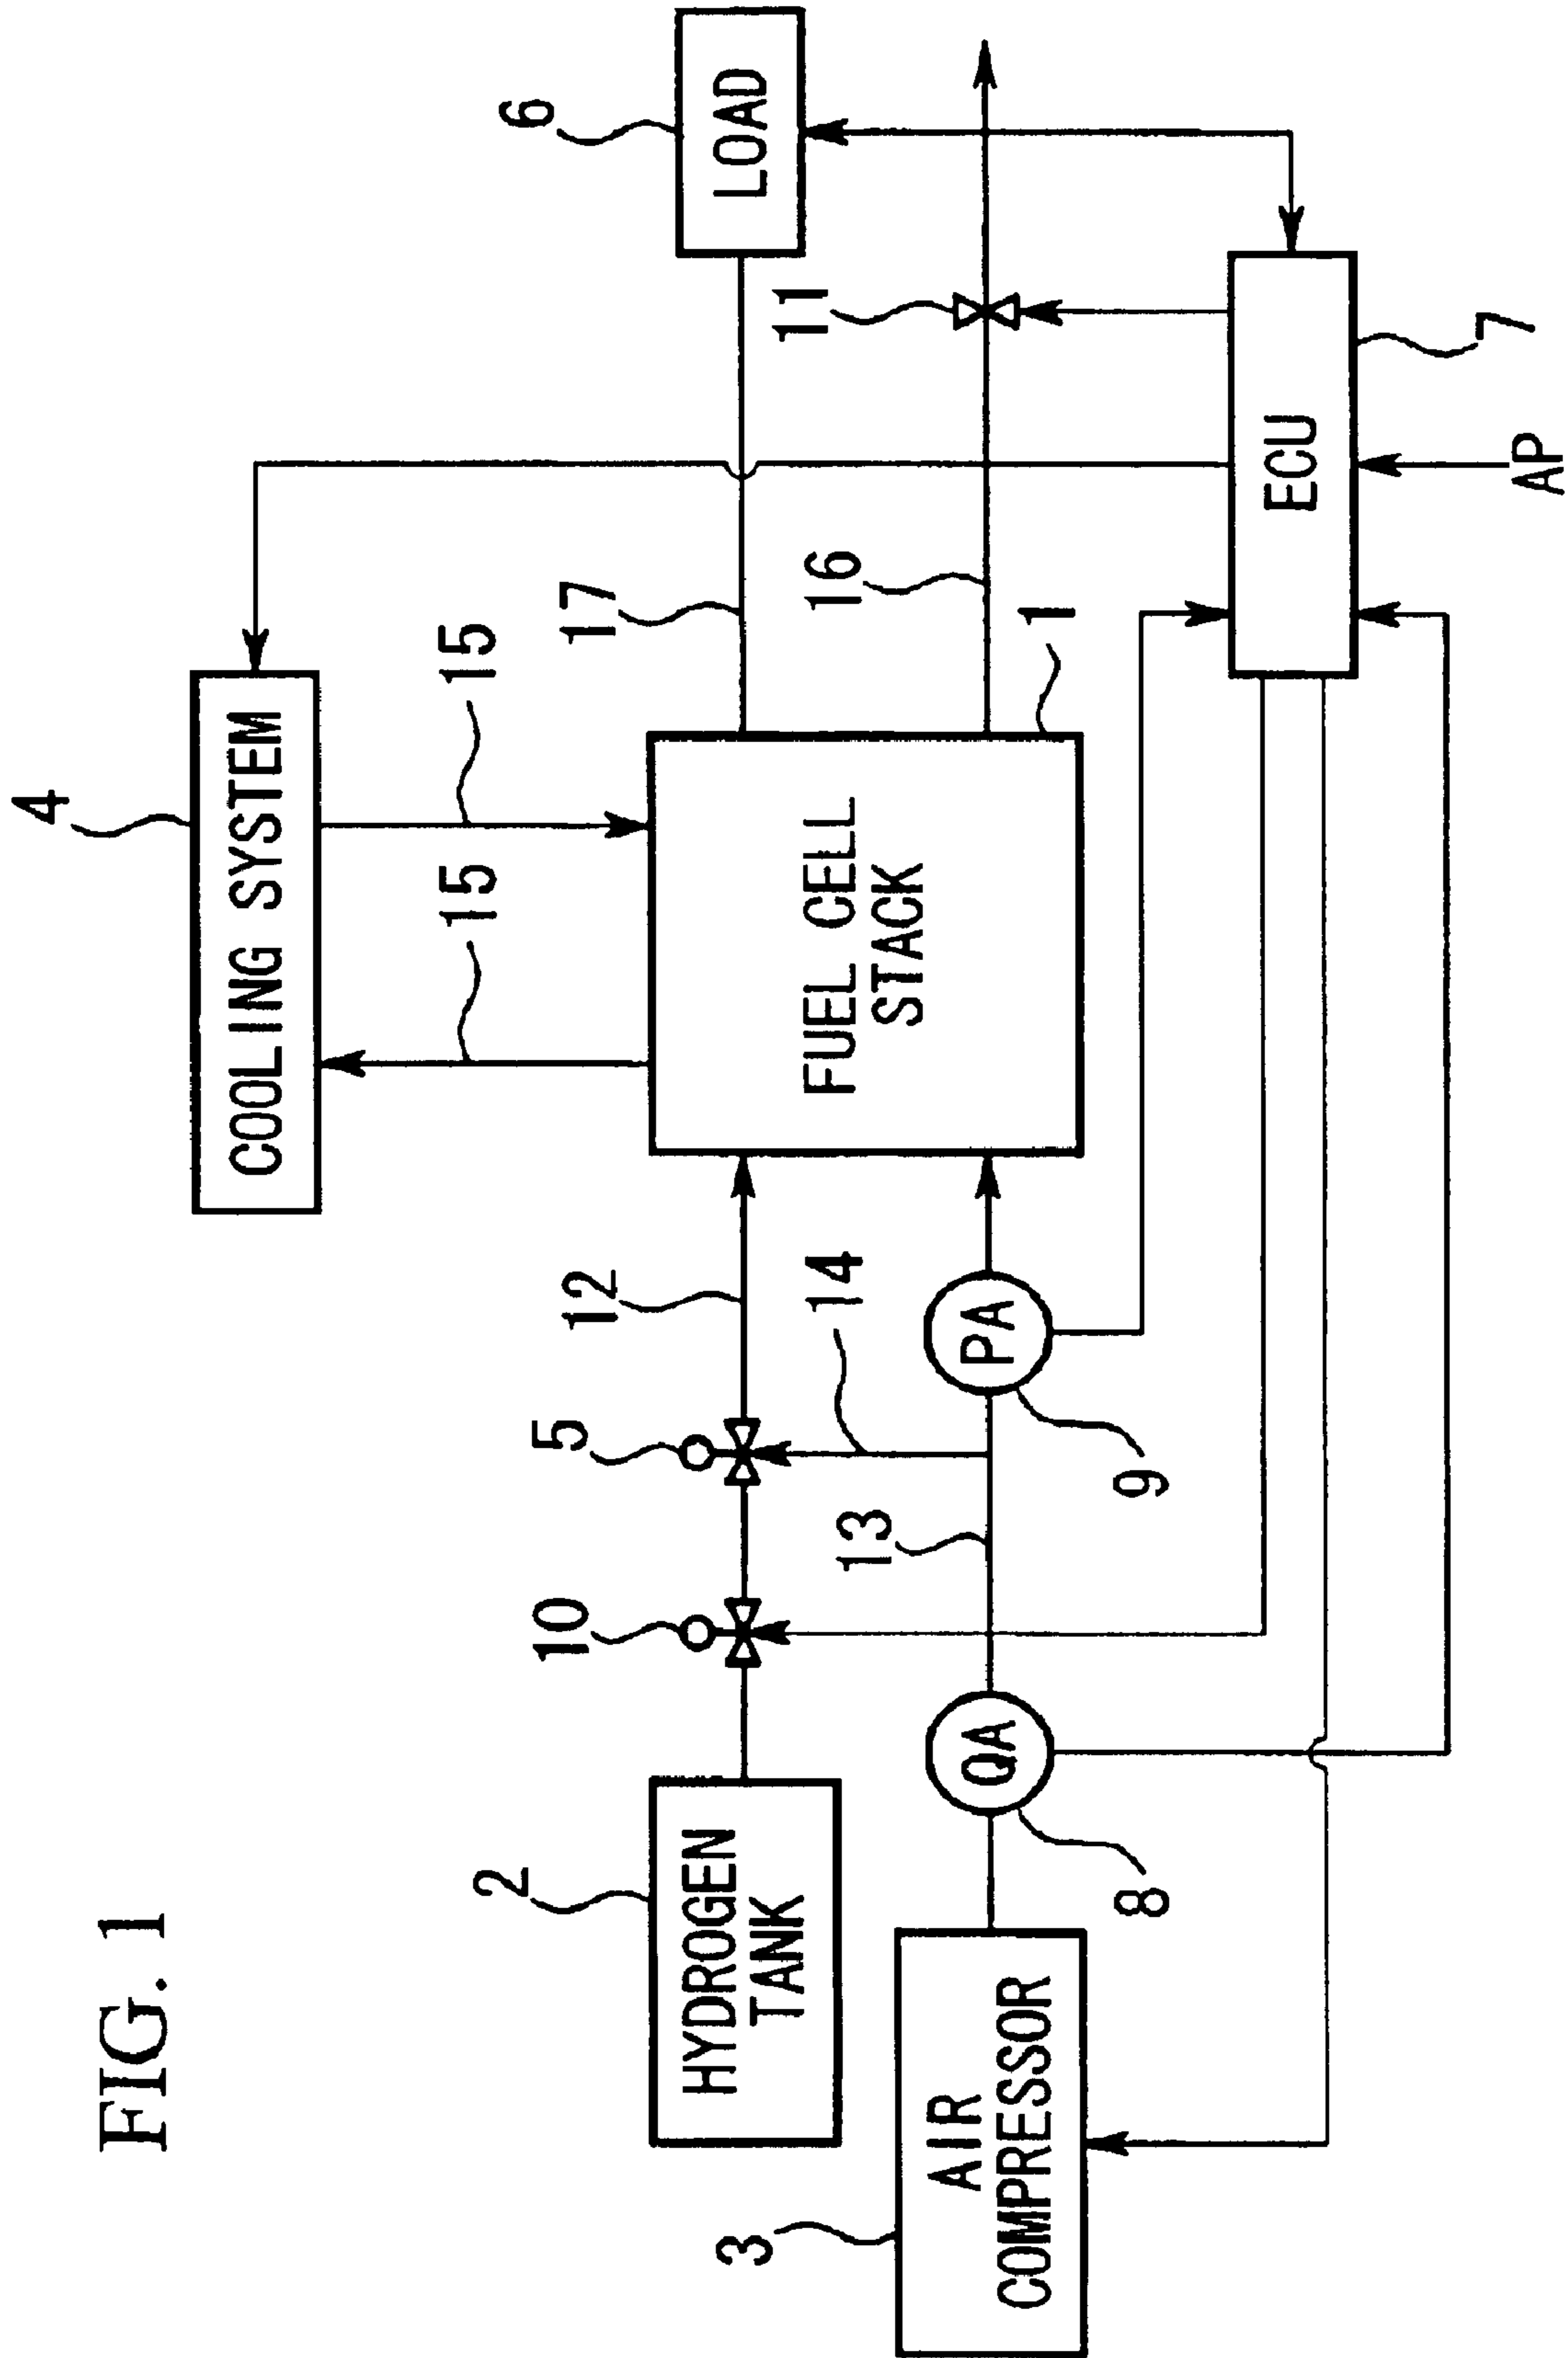 FIG. 1
4
COOLING SYSTEM
15
15
2
HYDROGEN
TANK
10
5
12
17
6
LOAD
FUEL CELL
STACK
1
16
11
14
13
3
AIR
COMPRESSOR
QA
8
PA
9
ECU
7
AP